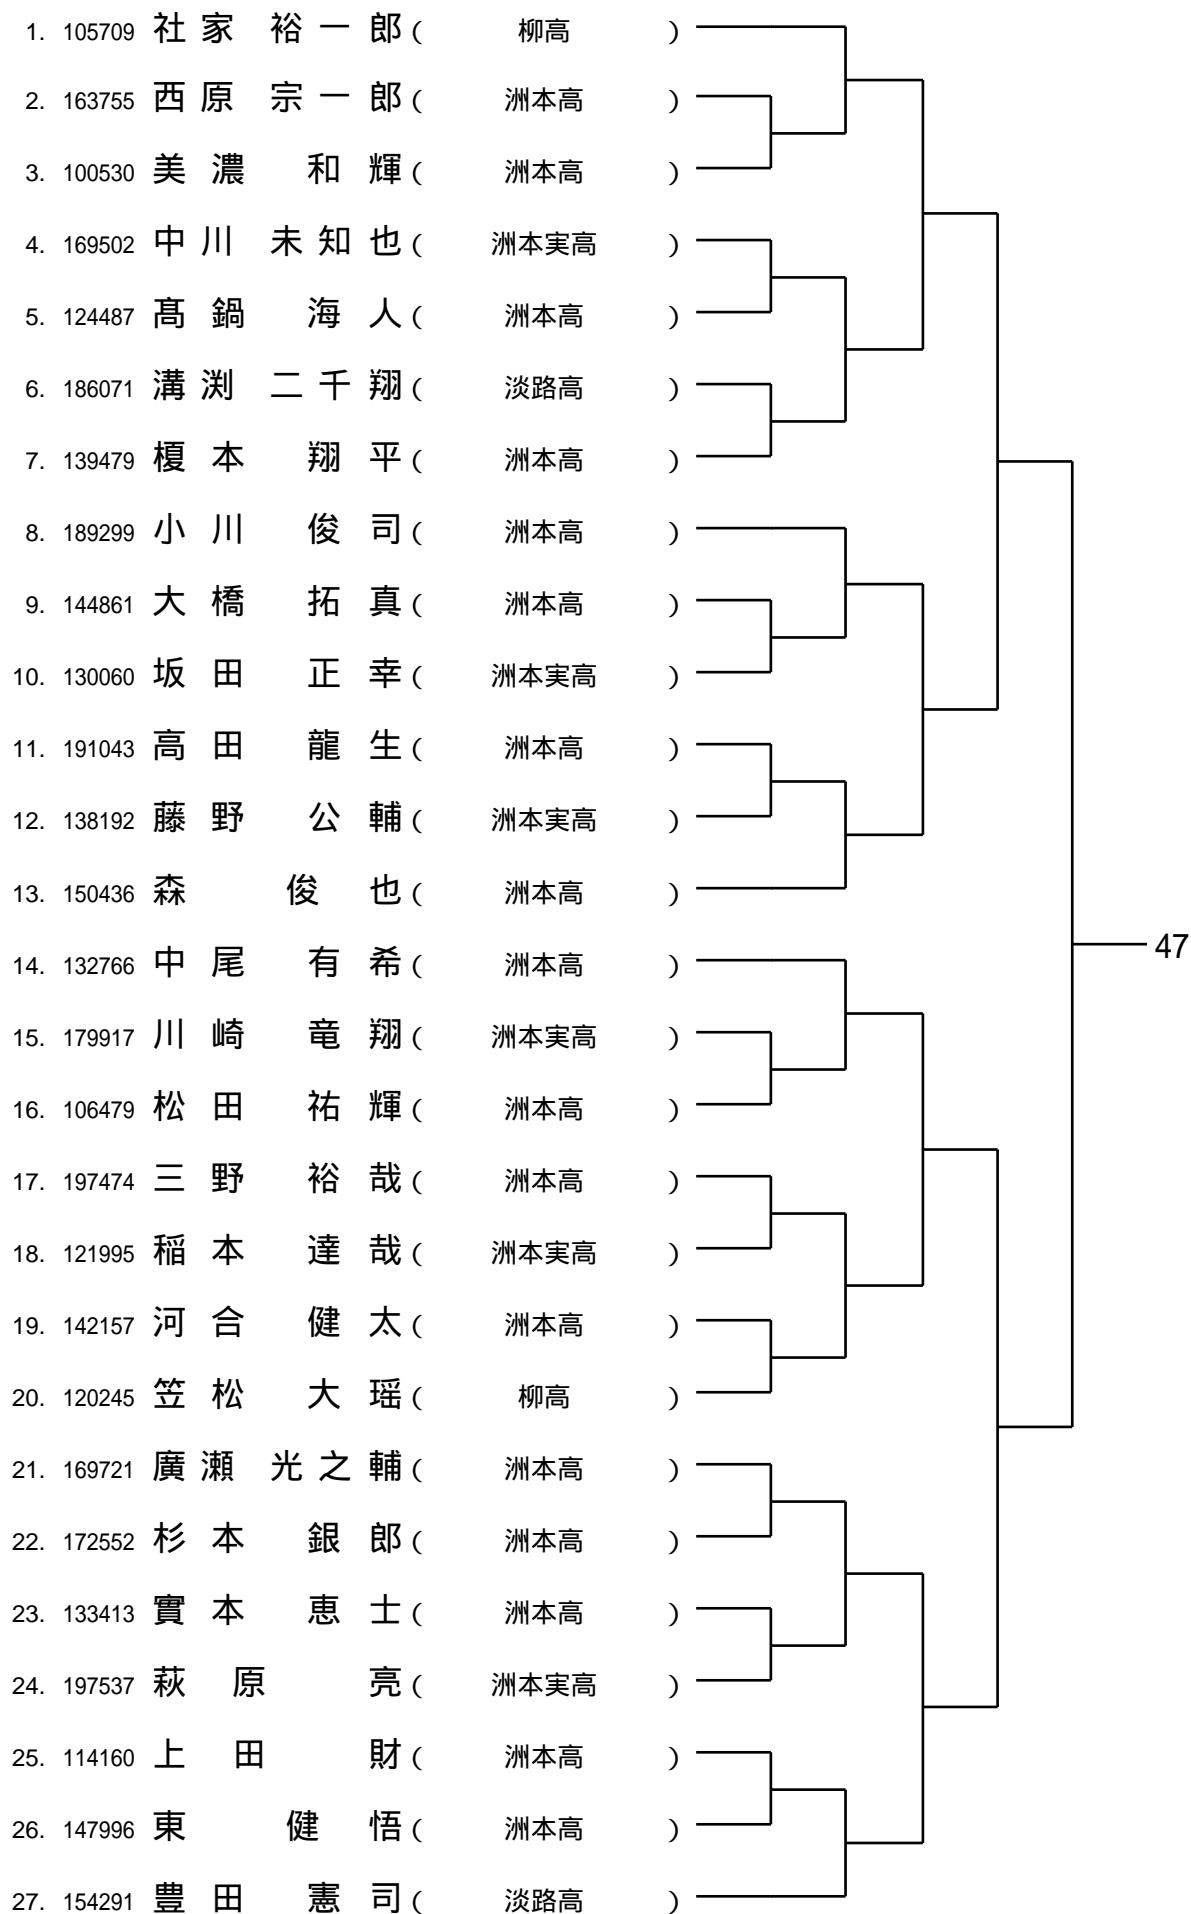 1. 105709 社家 裕一郎 ( 柳高 )
2. 163755 西原 宗一郎 ( 洲本高 )
3. 100530 美濃 和輝 ( 洲本高 )
4. 169502 中川 未知也 ( 洲本実高 )
5. 124487 髙鍋 海人 ( 洲本高 )
6. 186071 溝渕 二千翔 ( 淡路高 )
7. 139479 榎本 翔平 ( 洲本高 )
8. 189299 小川 俊司 ( 洲本高 )
9. 144861 大橋 拓真 ( 洲本高 )
10. 130060 坂田 正幸 ( 洲本実高 )
11. 191043 高田 龍生 ( 洲本高 )
12. 138192 藤野 公輔 ( 洲本実高 )
13. 150436 森 俊也 ( 洲本高 )
47
14. 132766 中尾 有希 ( 洲本高 )
15. 179917 川崎 竜翔 ( 洲本実高 )
16. 106479 松田 祐輝 ( 洲本高 )
17. 197474 三野 裕哉 ( 洲本高 )
18. 121995 稲本 達哉 ( 洲本実高 )
19. 142157 河合 健太 ( 洲本高 )
20. 120245 笠松 大瑶 ( 柳高 )
21. 169721 廣瀬 光之輔 ( 洲本高 )
22. 172552 杉本 銀郎 ( 洲本高 )
23. 133413 實本 恵士 ( 洲本高 )
24. 197537 萩原 亮 ( 洲本実高 )
25. 114160 上田 財 ( 洲本高 )
26. 147996 東 健悟 ( 洲本高 )
27. 154291 豊田 憲司 ( 淡路高 )